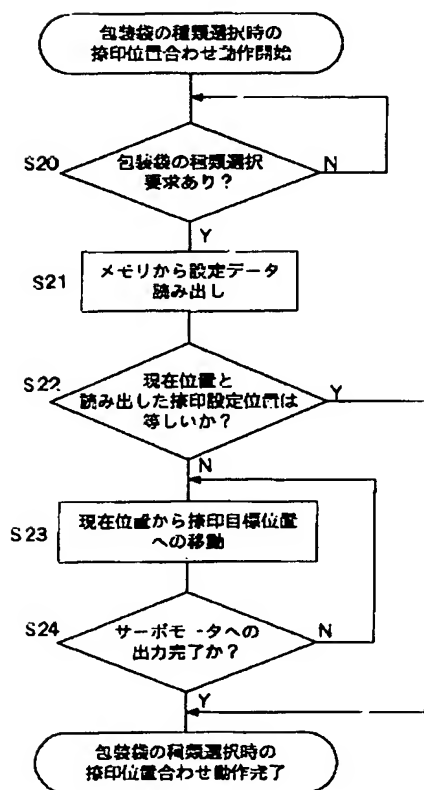 包装袋の種類選択時の
捺印位置合わせ動作開始
S20
包装袋の種類選択
要求あり？
N
Y
S21
メモリから設定データ
読み出し
S22
現在位置と
読み出した捺印設定位置は
等しいか？
Y
N
S23
現在位置から捺印目標位置
への移動
S24
サーボモータへの
出力完了か？
N
Y
包装袋の種類選択時の
捺印位置合わせ動作完了